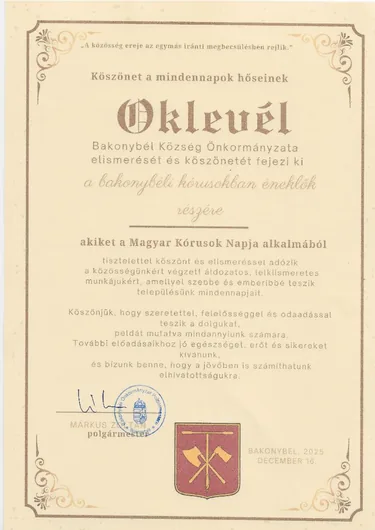 „A közösség ereje az egymás iránti megbecsülésben rejlik.”
Köszönet a mindennapok hőseinek
Oklevél
Bakonybél Község Önkormányzata
elismerését és köszönetét fejezi ki
a bakonybéli kórusokban éneklők
részére
akiket a Magyar Kórusok Napja alkalmából
tisztelettel köszönt és elismeréssel adózik
a közösségünkért végzett áldozatos, lelkiismeretes
munkájukért, amellyel szebbé és emberibbé teszik
településünk mindennapjait.
Köszönjük, hogy szeretettel, felelősséggel és odaadással
teszik a dolgukat,
példát mutatva mindannyiunk számára.
További előadásaikhoz jó egészséget, erőt és sikereket
kívánunk,
és bízunk benne, hogy a jövőben is számíthatunk
elhivatottságukra.
MÁRKUS ZOLTÁN
polgármester
BAKONYBÉL, 2025
DECEMBER 16.